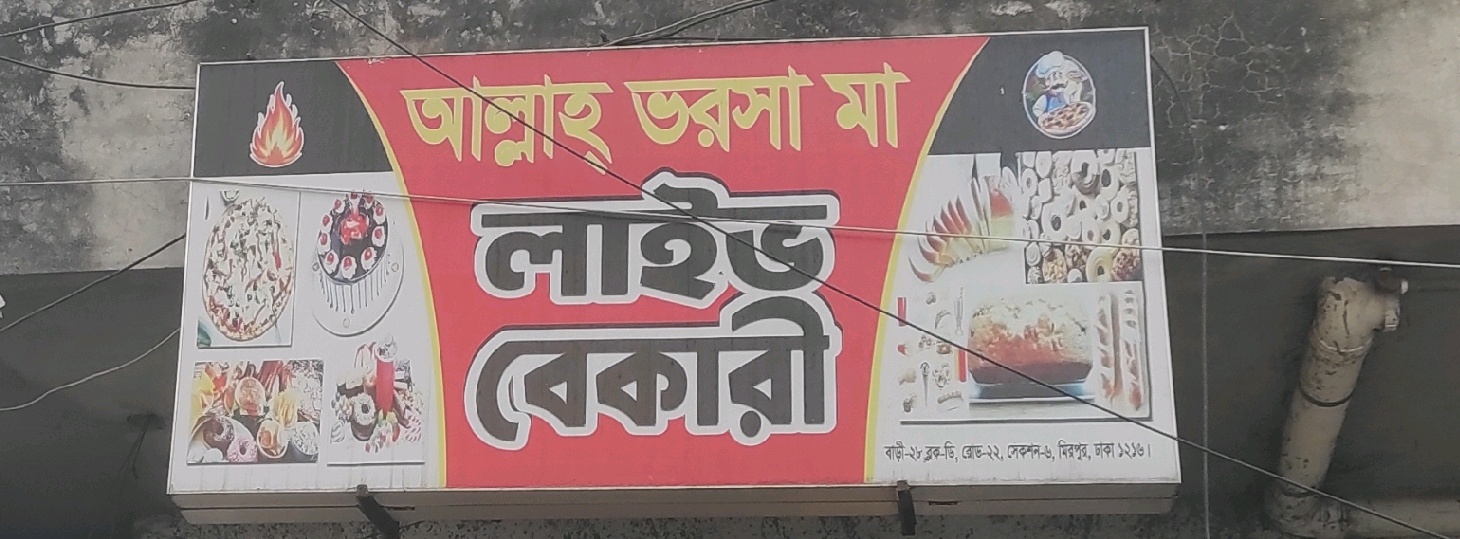 আল্লাহ্ ভরসা মা
লাইভ
বেকারী
বাড়ী-২৮ ব্লক-ডি, রোড-২২, সেকশন-৬, মিরপুর, ঢাকা ১২১৬।